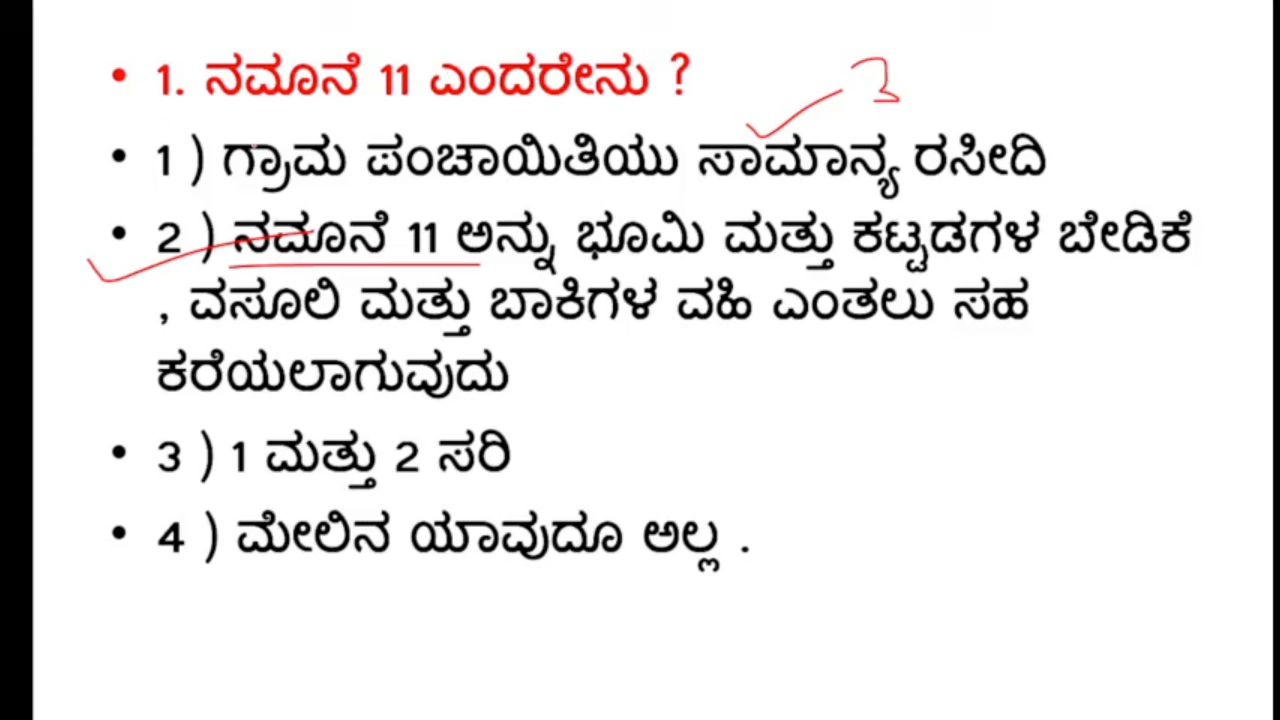 • 1. ನಮೂನೆ 11 ಎಂದರೇನು ?
• 1 ) ಗ್ರಾಮ ಪಂಚಾಯಿತಿಯು ಸಾಮಾನ್ಯ ರಸೀದಿ
• 2 ) ನಮೂನೆ 11 ಅನ್ನು ಭೂಮಿ ಮತ್ತು ಕಟ್ಟಡಗಳ ಬೇಡಿಕೆ
, ವಸೂಲಿ ಮತ್ತು ಬಾಕಿಗಳ ವಹಿ ಎಂತಲು ಸಹ
ಕರೆಯಲಾಗುವುದು
• 3 ) 1 ಮತ್ತು 2 ಸರಿ
• 4 ) ಮೇಲಿನ ಯಾವುದೂ ಅಲ್ಲ .